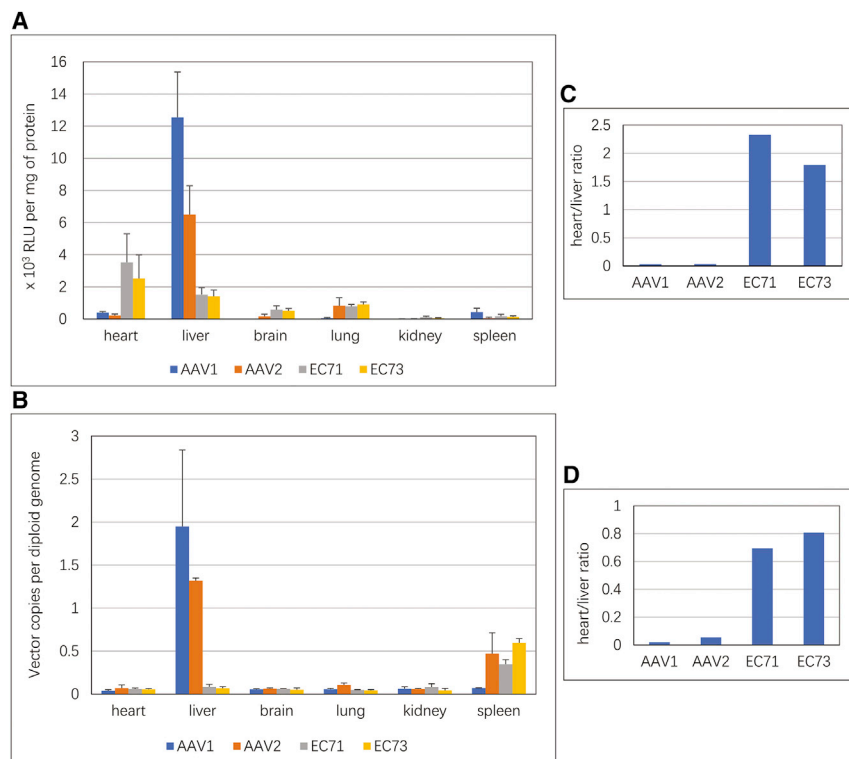 A
x 10³ RLU per mg of protein
16
14
12
10
8
6
4
2
0
heart liver brain lung kidney spleen
AAV1 AAV2 EC71 EC73
B
Vector copies per diploid genome
3
2.5
2
1.5
1
0.5
0
heart liver brain lung kidney spleen
AAV1 AAV2 EC71 EC73
C
heart/liver ratio
2.5
2
1.5
1
0.5
0
AAV1 AAV2 EC71 EC73
D
heart/liver ratio
1
0.8
0.6
0.4
0.2
0
AAV1 AAV2 EC71 EC73